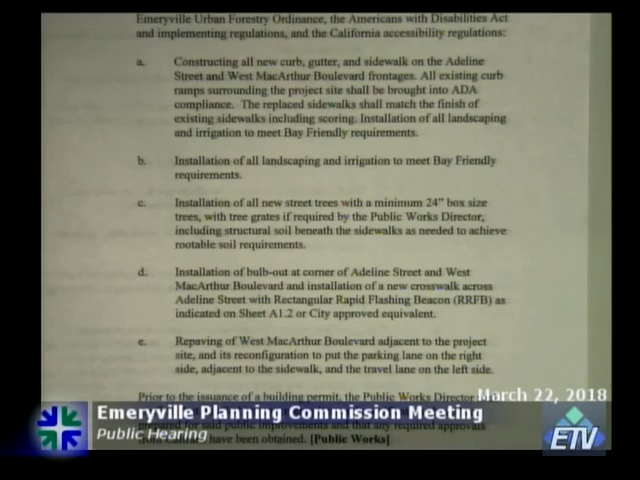 Emeryville Urban Forestry Ordinance, the Americans with Disabilities Act
and implementing regulations, and the California accessibility regulations:
a. Constructing all new curb, gutter, and sidewalk on the Adeline
Street and West MacArthur Boulevard frontages. All existing curb
ramps surrounding the project site shall be brought into ADA
compliance. The replaced sidewalks shall match the finish of
existing sidewalks including scoring. Installation of all landscaping
and irrigation to meet Bay Friendly requirements.
b. Installation of all landscaping and irrigation to meet Bay Friendly
requirements.
c. Installation of all new street trees with a minimum 24" box size
trees, with tree grates if required by the Public Works Director,
including structural soil beneath the sidewalks as needed to achieve
rootable soil requirements.
d. Installation of bulb-out at corner of Adeline Street and West
MacArthur Boulevard and installation of a new crosswalk across
Adeline Street with Rectangular Rapid Flashing Beacon (RRFB) as
indicated on Sheet A1.2 or City approved equivalent.
e. Repaving of West MacArthur Boulevard adjacent to the project
site, and its reconfiguration to put the parking lane on the right
side, adjacent to the sidewalk, and the travel lane on the left side.
Prior to the issuance of a building permit, the Public Works Director
March 22, 2018
Emeryville Planning Commission Meeting
prepared for said public improvements and that any required approvals
Public Hearing
have been obtained. [Public Works]
ETV